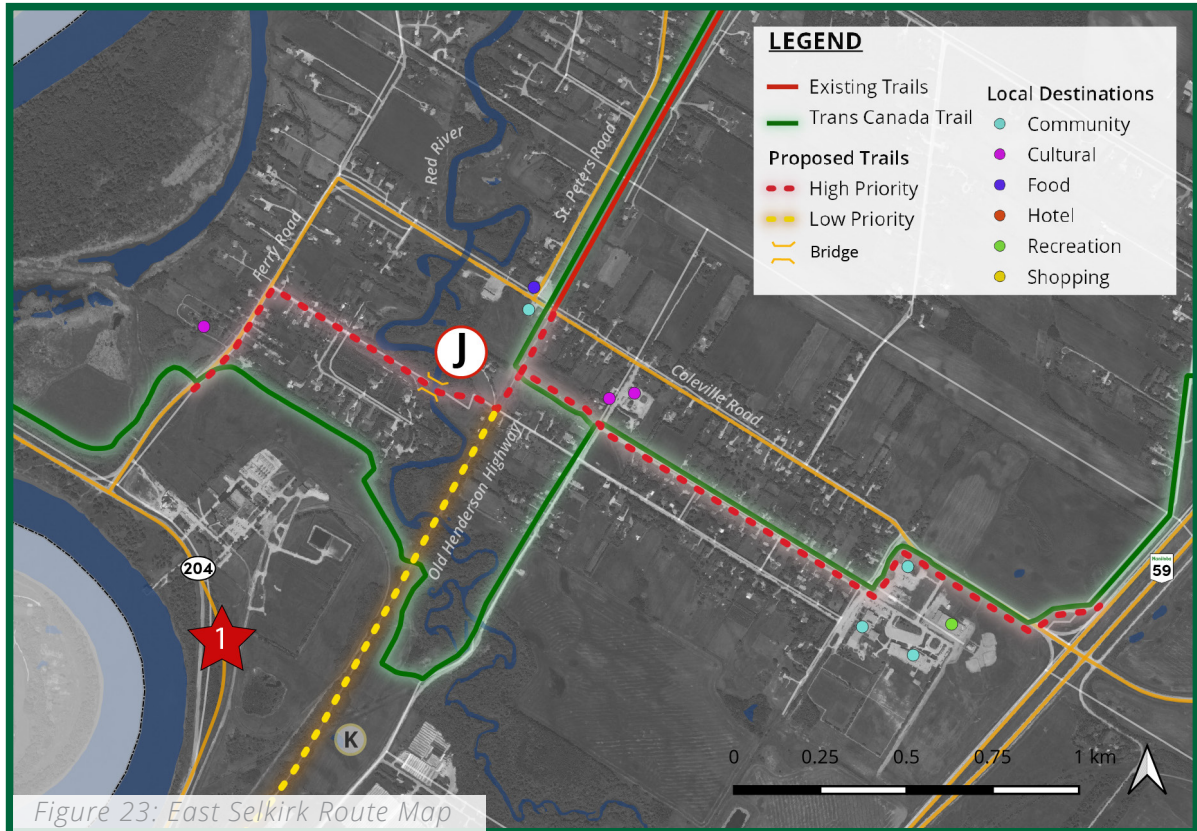 LEGEND
Existing Trails
Trans Canada Trail
Proposed Trails
High Priority
Low Priority
Bridge
Local Destinations
Community
Cultural
Food
Hotel
Recreation
Shopping
Red River
St. Peters Road
Ferry Road
J
Coleville Road
Old Henderson Highway
204
1
Manitoba
59
K
0 0.25 0.5 0.75 1 km
Figure 23: East Selkirk Route Map